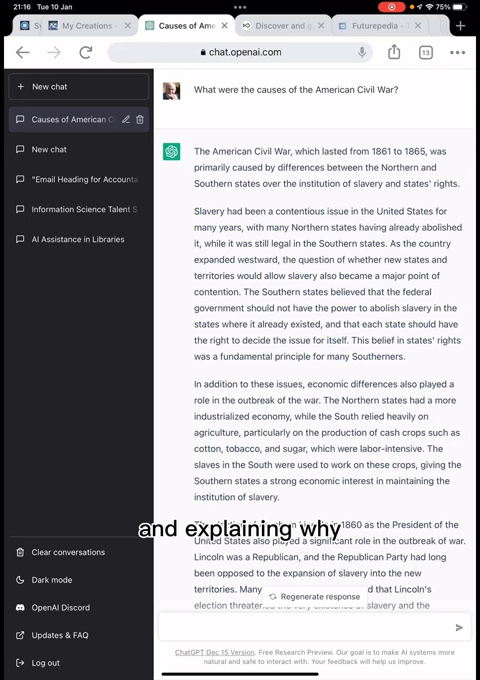 21:16 Tue 10 Jan
75%
Sy
My Creations -
Causes of Ame
Discover and g
Futurepedia -
chat.openai.com
13
New chat
Causes of American C
New chat
"Email Heading for Accounta
Information Science Talent S
AI Assistance in Libraries
What were the causes of the American Civil War?
The American Civil War, which lasted from 1861 to 1865, was
primarily caused by differences between the Northern and
Southern states over the institution of slavery and states' rights.
Slavery had been a contentious issue in the United States for
many years, with many Northern states having already abolished
it, while it was still legal in the Southern states. As the country
expanded westward, the question of whether new states and
territories would allow slavery also became a major point of
contention. The Southern states believed that the federal
government should not have the power to abolish slavery in the
states where it already existed, and that each state should have
the right to decide the issue for itself. This belief in states' rights
was a fundamental principle for many Southerners.
In addition to these issues, economic differences also played a
role in the outbreak of the war. The Northern states had a more
industrialized economy, while the South relied heavily on
agriculture, particularly on the production of cash crops such as
cotton, tobacco, and sugar, which were labor-intensive. The
slaves in the South were used to work on these crops, giving the
Southern states a strong economic interest in maintaining the
institution of slavery.
and explaining why
in 1860 as the President of the
United States also played a significant role in the outbreak of war.
Lincoln was a Republican, and the Republican Party had long
been opposed to the expansion of slavery into the new
territories. Many
d that Lincoln's
election threatened the very existence of slavery and the
Regenerate response
Clear conversations
Dark mode
OpenAI Discord
Updates & FAQ
Log out
ChatGPT Dec 15 Version. Free Research Preview. Our goal is to make AI systems more
natural and safe to interact with. Your feedback will help us improve.